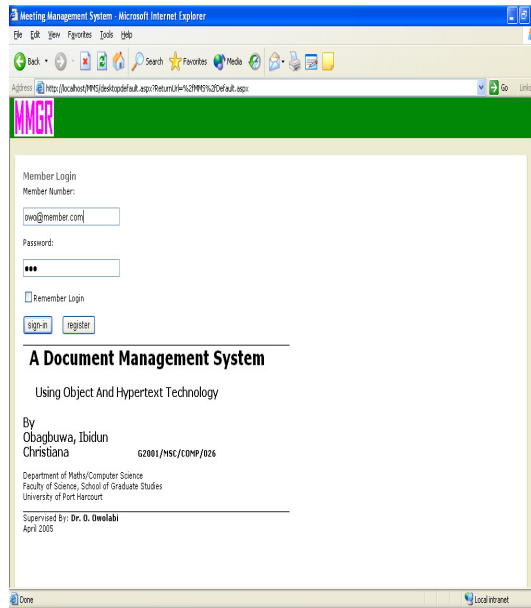 Meeting Management System - Microsoft Internet Explorer
File Edit View Favorites Tools Help
Back Search Favorites Media
Address http://localhost/MMS/desktopdefault.aspx?ReturnUrl=%2fMMS%2fDefault.aspx Go Links
MMGR
Member Login
Member Number:
owo@member.com
Password:
Remember Login
sign-in register
A Document Management System
Using Object And Hypertext Technology
By
Obagbuwa, Ibidun
Christiana G2001/MSC/COMP/026
Department of Maths/Computer Science
Faculty of Science, School of Graduate Studies
University of Port Harcourt
Supervised By: Dr. O. Owolabi
April 2005
Done Local intranet